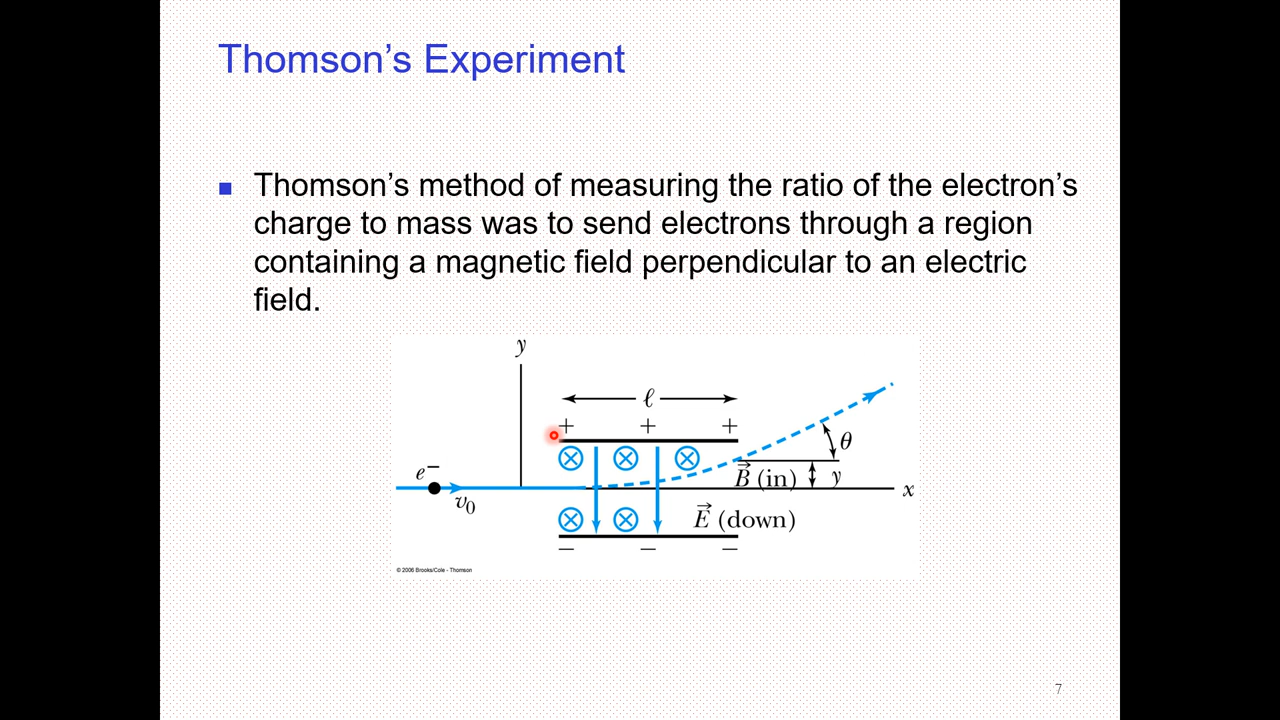 Thomson’s Experiment
Thomson’s method of measuring the ratio of the electron’s
charge to mass was to send electrons through a region
containing a magnetic field perpendicular to an electric
field.
y
ℓ
+ + +
θ
e⁻
B⃗ (in) y
v₀
x
E⃗ (down)
− − −
© 2006 Brooks/Cole - Thomson
7